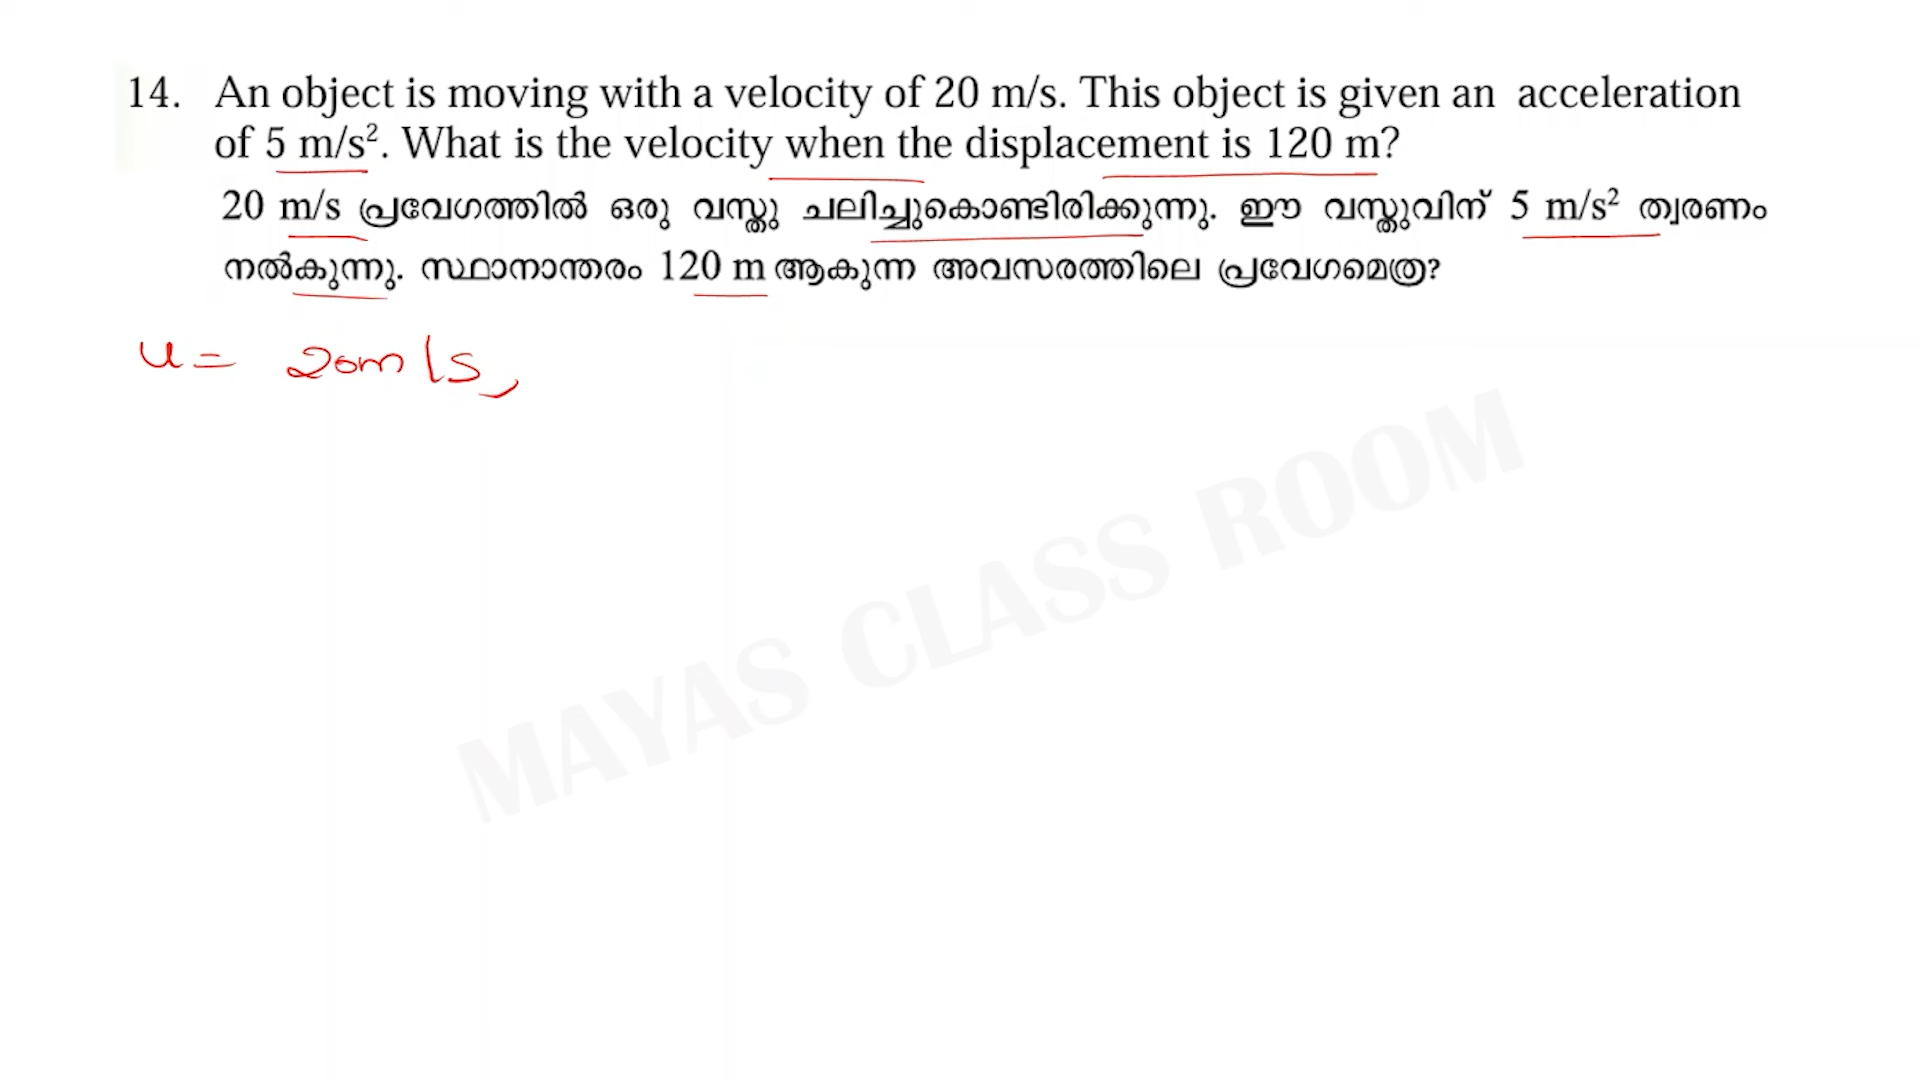 14. An object is moving with a velocity of 20 m/s. This object is given an acceleration
of 5 m/s². What is the velocity when the displacement is 120 m?
20 m/s പ്രവേഗത്തിൽ ഒരു വസ്തു ചലിച്ചുകൊണ്ടിരിക്കുന്നു. ഈ വസ്തുവിന് 5 m/s² ത്വരണം
നൽകുന്നു. സ്ഥാനാന്തരം 120 m ആകുന്ന അവസരത്തിലെ പ്രവേഗമെത്ര?
u = 20m/s,
MAYAS CLASS ROOM